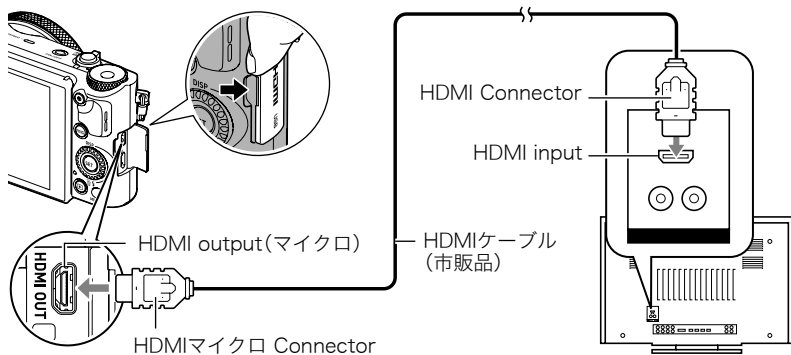 DISP
HDMI Connector
HDMI input
HDMI output（マイクロ）
HDMIケーブル
（市販品）
HDMI OUT
SET
HDMIマイクロ Connector